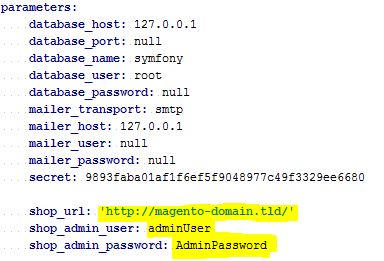 parameters:
database_host: 127.0.0.1
database_port: null
database_name: symfony
database_user: root
database_password: null
mailer_transport: smtp
mailer_host: 127.0.0.1
mailer_user: null
mailer_password: null
secret: 9893faba01af1f6ef5f9048977c49f3329ee6680
shop_url: 'http://magento-domain.tld/'
shop_admin_user: adminUser
shop_admin_password: AdminPassword